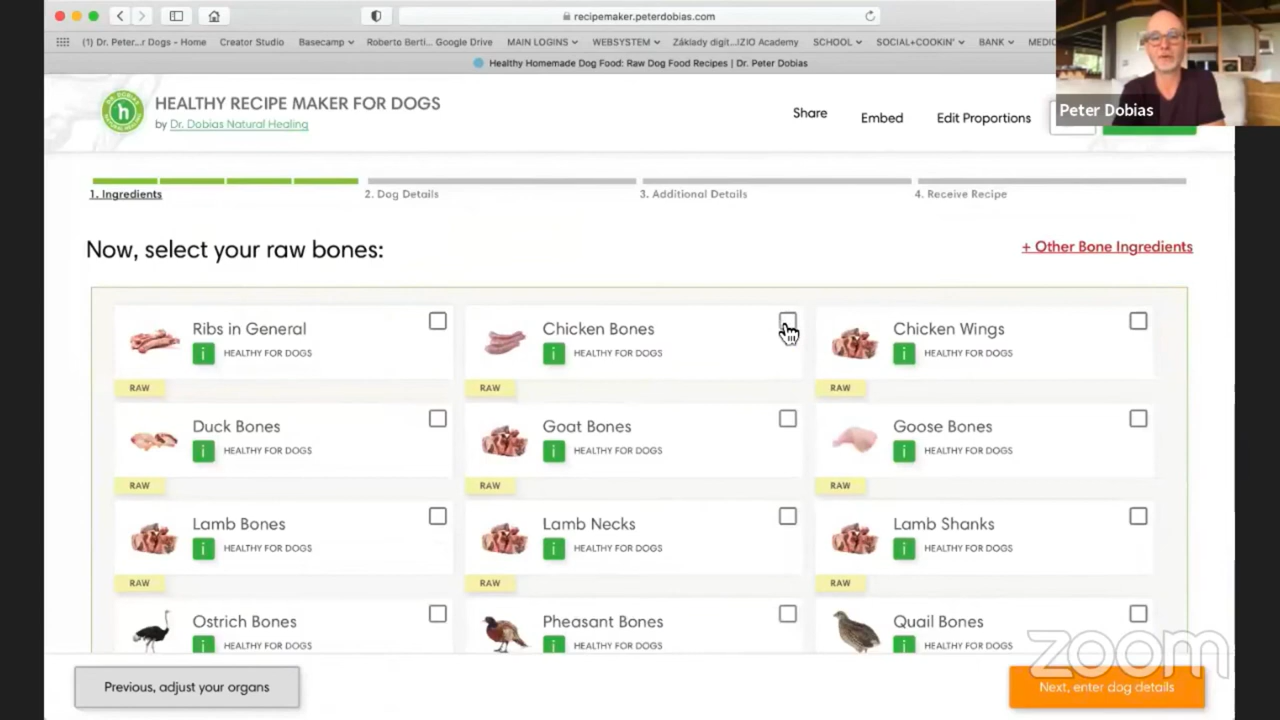 recipemaker.peterdobias.com
(1) Dr. Peter...r Dogs - Home
Creator Studio
Basecamp
Roberto Berti... Google Drive
MAIN LOGINS
WEBSYSTEM
Základy digit...IZIO Academy
SCHOOL
SOCIAL+COOKIN'
BANK
Healthy Homemade Dog Food: Raw Dog Food Recipes | Dr. Peter Dobias
Peter Dobias
h
HEALTHY RECIPE MAKER FOR DOGS
by Dr. Dobias Natural Healing
Share
Embed
Edit Proportions
1. Ingredients
2. Dog Details
3. Additional Details
4. Receive Recipe
Now, select your raw bones:
+ Other Bone Ingredients
Ribs in General
i HEALTHY FOR DOGS
RAW
Chicken Bones
i HEALTHY FOR DOGS
RAW
Chicken Wings
i HEALTHY FOR DOGS
RAW
Duck Bones
i HEALTHY FOR DOGS
RAW
Goat Bones
i HEALTHY FOR DOGS
RAW
Goose Bones
i HEALTHY FOR DOGS
RAW
Lamb Bones
i HEALTHY FOR DOGS
RAW
Lamb Necks
i HEALTHY FOR DOGS
RAW
Lamb Shanks
i HEALTHY FOR DOGS
RAW
Ostrich Bones
i HEALTHY FOR DOGS
Pheasant Bones
i HEALTHY FOR DOGS
Quail Bones
i HEALTHY FOR DOGS
zoom
Previous, adjust your organs
Next, enter dog details